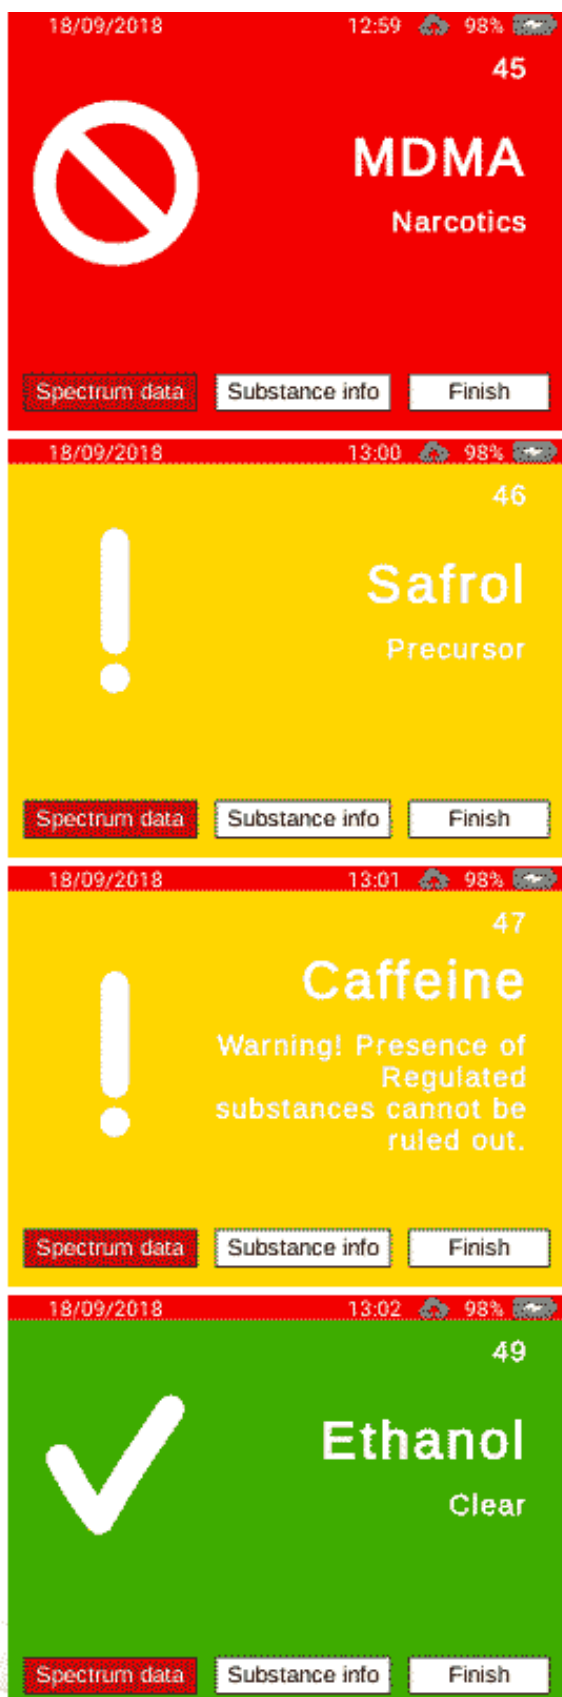 18/09/2018 12:59 98%
45
MDMA
Narcotics
Spectrum data Substance info Finish
18/09/2018 13:00 98%
46
Safrol
Precursor
Spectrum data Substance info Finish
18/09/2018 13:01 98%
47
Caffeine
Warning! Presence of
Regulated
substances cannot be
ruled out.
Spectrum data Substance info Finish
18/09/2018 13:02 98%
49
Ethanol
Clear
Spectrum data Substance info Finish